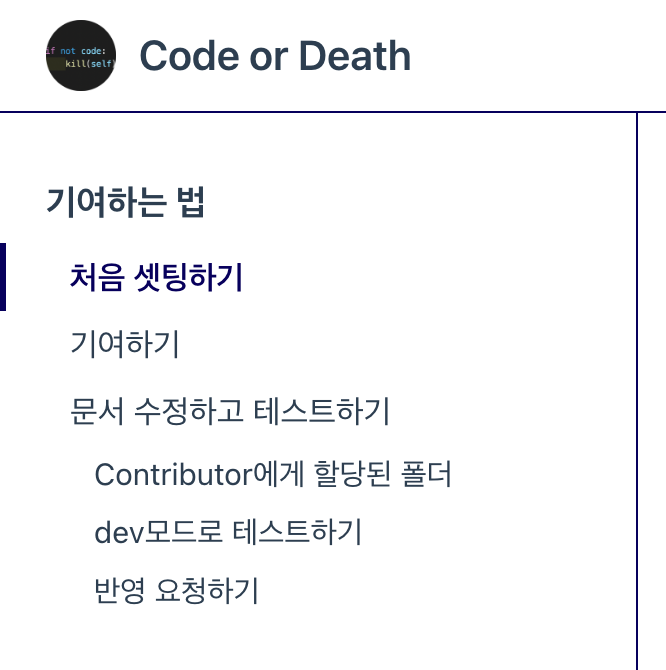 if not code:
kill(self)
Code or Death
기여하는 법
처음 셋팅하기
기여하기
문서 수정하고 테스트하기
Contributor에게 할당된 폴더
dev모드로 테스트하기
반영 요청하기